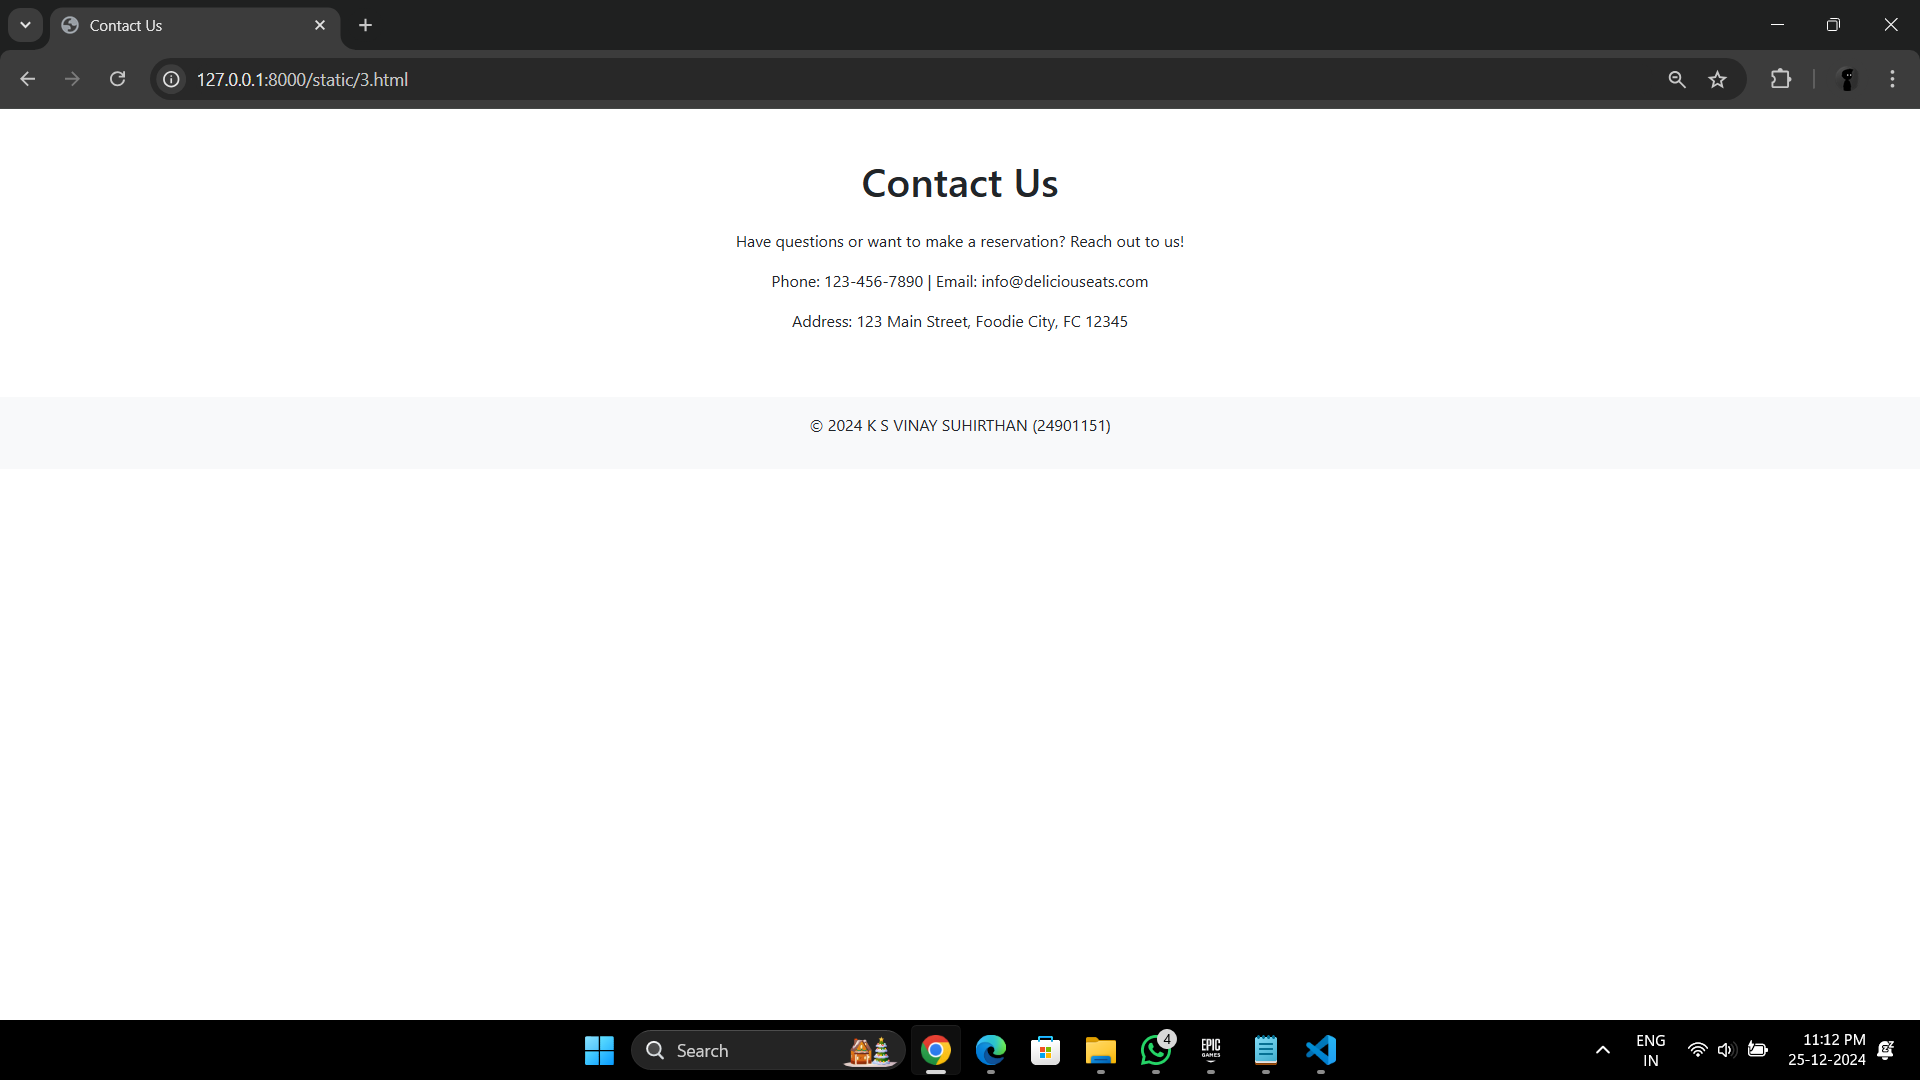 Contact Us
127.0.0.1:8000/static/3.html
Contact Us
Have questions or want to make a reservation? Reach out to us!
Phone: 123-456-7890 | Email: info@deliciouseats.com
Address: 123 Main Street, Foodie City, FC 12345
© 2024 K S VINAY SUHIRTHAN (24901151)
Search
4
EPIC
GAMES
ENG
IN
11:12 PM
25-12-2024